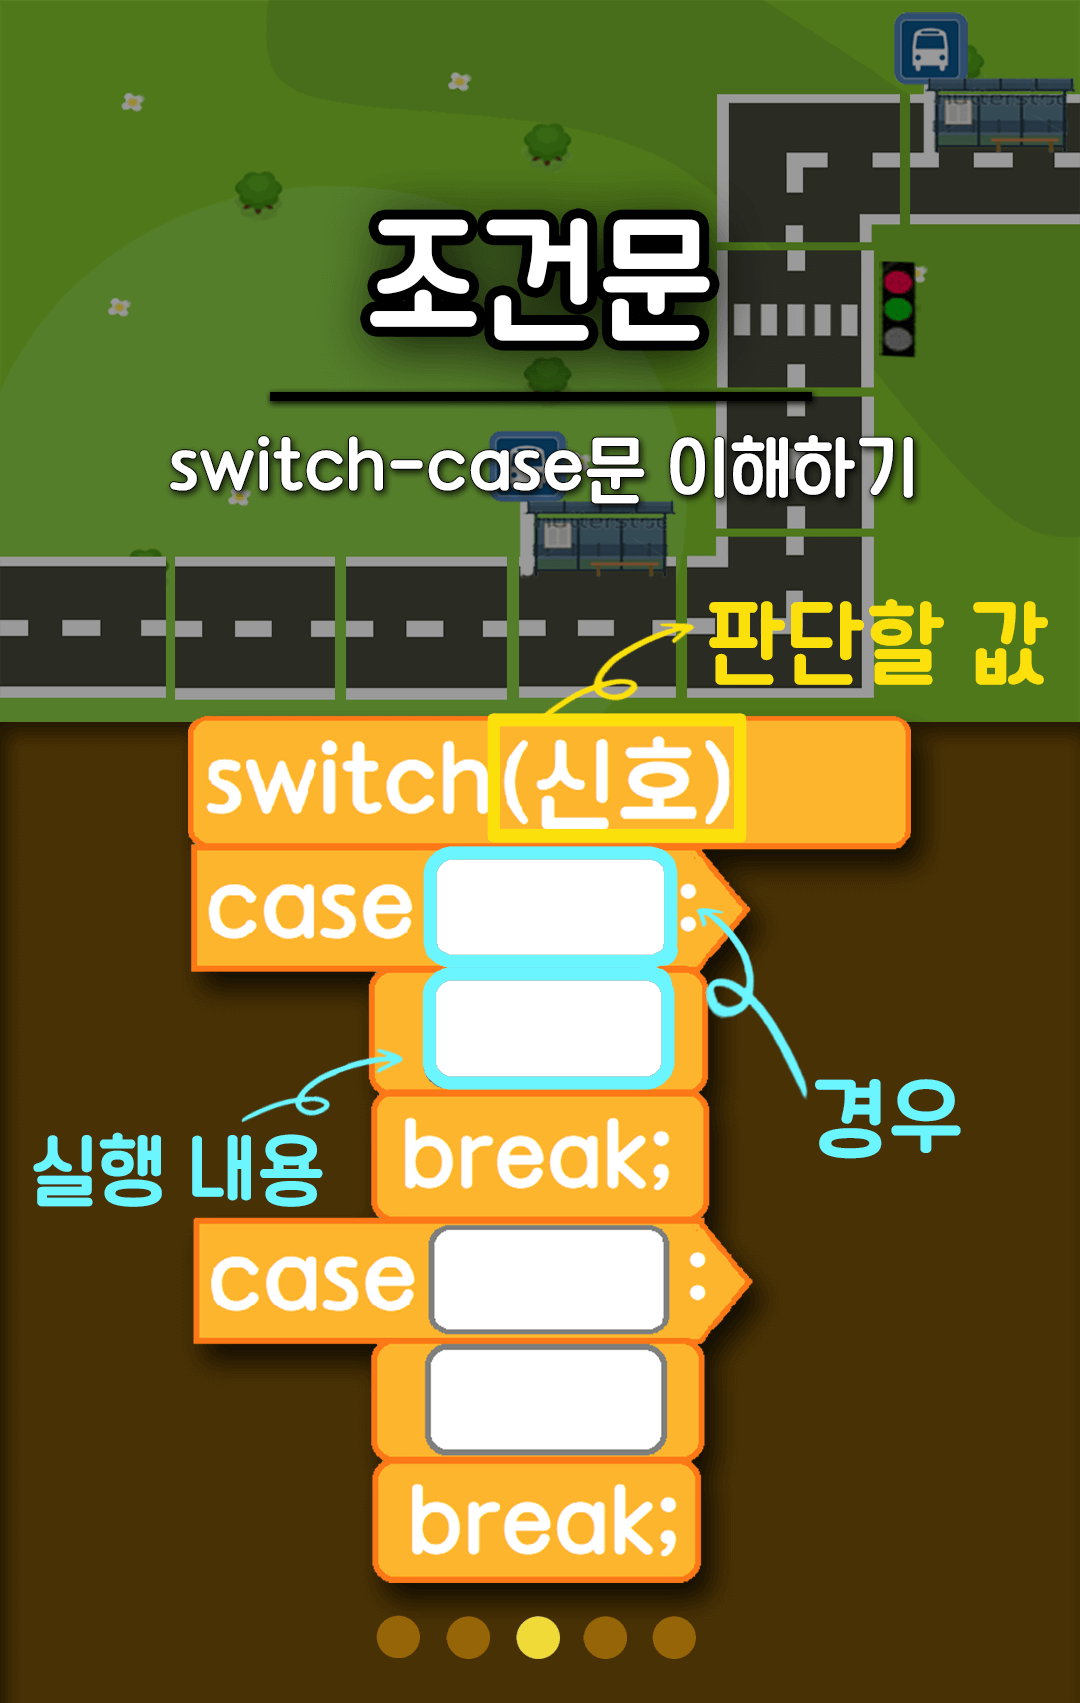 조건문
switch-case문 이해하기
판단할 값
switch(신호)
case :
경우
실행 내용
break;
case :
break;